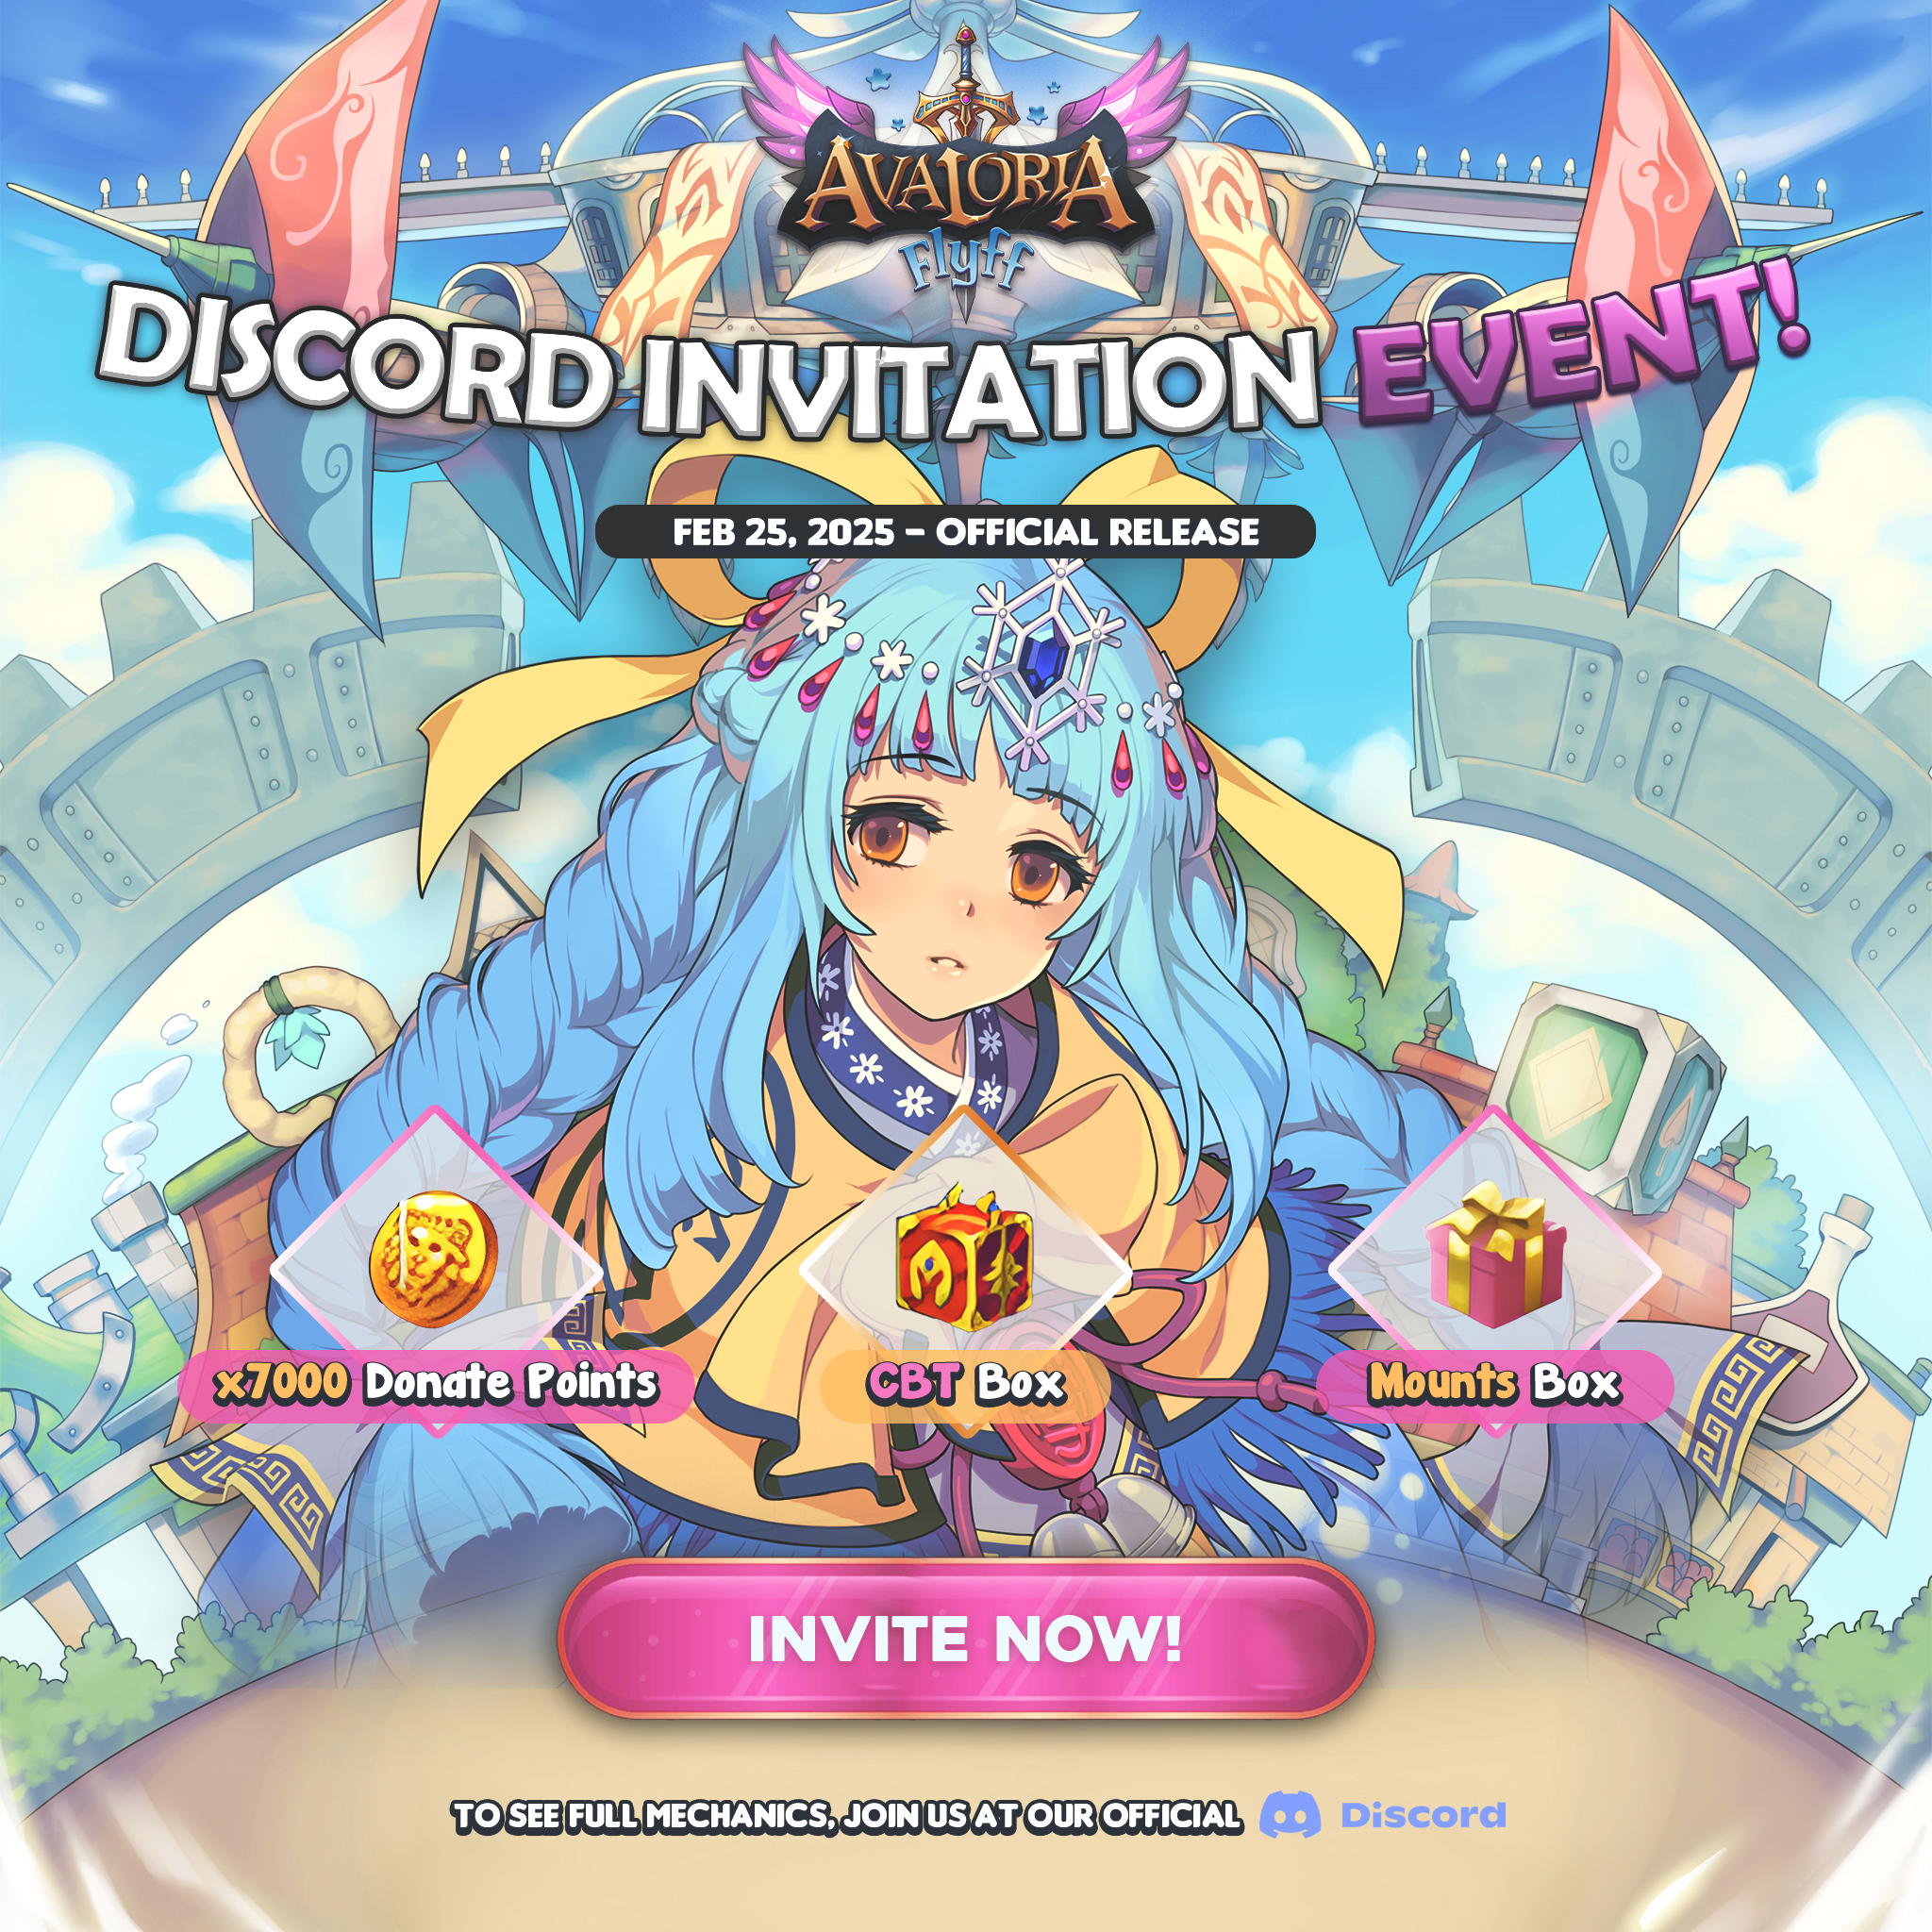 AVALORIA
Flyff
DISCORD INVITATION EVENT!
FEB 25, 2025 - OFFICIAL RELEASE
x7000 Donate Points
CBT Box
Mounts Box
INVITE NOW!
TO SEE FULL MECHANICS, JOIN US AT OUR OFFICIAL Discord